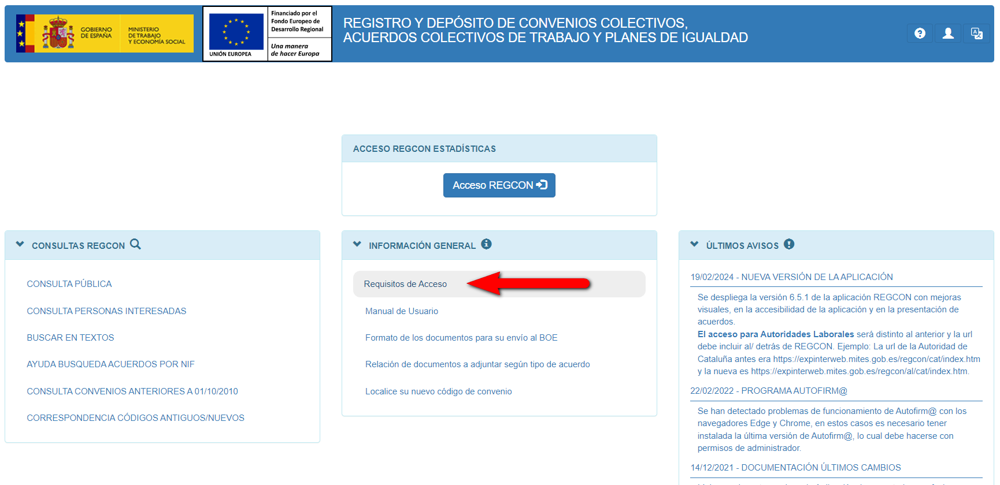 GOBIERNO
DE ESPAÑA
MINISTERIO
DE TRABAJO
Y ECONOMÍA SOCIAL
UNIÓN EUROPEA
Financiado por el
Fondo Europeo de
Desarrollo Regional
Una manera
de hacer Europa
REGISTRO Y DEPÓSITO DE CONVENIOS COLECTIVOS,
ACUERDOS COLECTIVOS DE TRABAJO Y PLANES DE IGUALDAD
ACCESO REGCON ESTADÍSTICAS
Acceso REGCON
CONSULTAS REGCON
CONSULTA PÚBLICA
CONSULTA PERSONAS INTERESADAS
BUSCAR EN TEXTOS
AYUDA BUSQUEDA ACUERDOS POR NIF
CONSULTA CONVENIOS ANTERIORES A 01/10/2010
CORRESPONDENCIA CÓDIGOS ANTIGUOS/NUEVOS
INFORMACIÓN GENERAL
Requisitos de Acceso
Manual de Usuario
Formato de los documentos para su envío al BOE
Relación de documentos a adjuntar según tipo de acuerdo
Localice su nuevo código de convenio
ÚLTIMOS AVISOS
19/02/2024 - NUEVA VERSIÓN DE LA APLICACIÓN
Se despliega la versión 6.5.1 de la aplicación REGCON con mejoras
visuales, en la accesibilidad de la aplicación y en la presentación de
acuerdos.
El acceso para Autoridades Laborales será distinto al anterior y la url
debe incluir al/ detrás de REGCON. Ejemplo: La url de la Autoridad de
Cataluña antes era https://expinterweb.mites.gob.es/regcon/cat/index.htm
y la nueva es https://expinterweb.mites.gob.es/regcon/al/cat/index.htm.
22/02/2022 - PROGRAMA AUTOFIRM@
Se han detectado problemas de funcionamiento de Autofirm@ con los
navegadores Edge y Chrome, en estos casos es necesario tener
instalada la última versión de Autofirm@, lo cual debe hacerse con
permisos de administrador.
14/12/2021 - DOCUMENTACIÓN ÚLTIMOS CAMBIOS